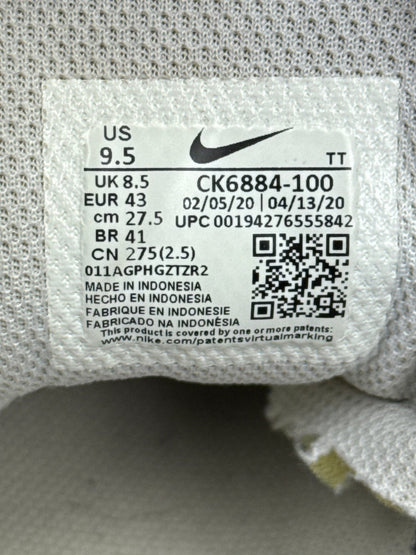 US
9.5
TT
UK 8.5
CK6884-100
EUR 43
02/05/20 | 04/13/20
cm 27.5
UPC 00194276555842
BR 41
CN 275(2.5)
011AGPHGZTZR2
MADE IN INDONESIA
HECHO EN INDONESIA
FABRIQUE EN INDONESIE
FABRICADO NA INDONÉSIA
This product is covered by one or more patents:
www.nike.com/patentsvirtualmarking